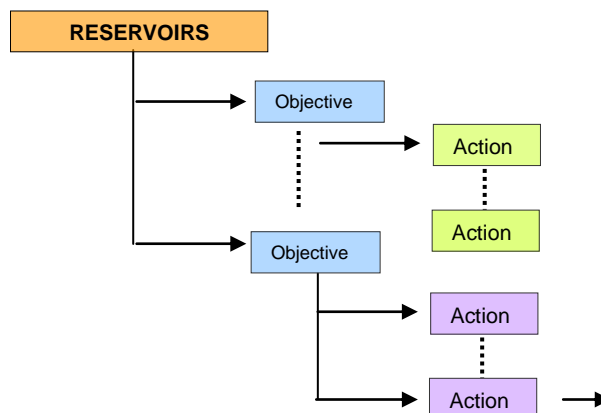 RESERVOIRS
Objective
Action
Action
Objective
Action
Action